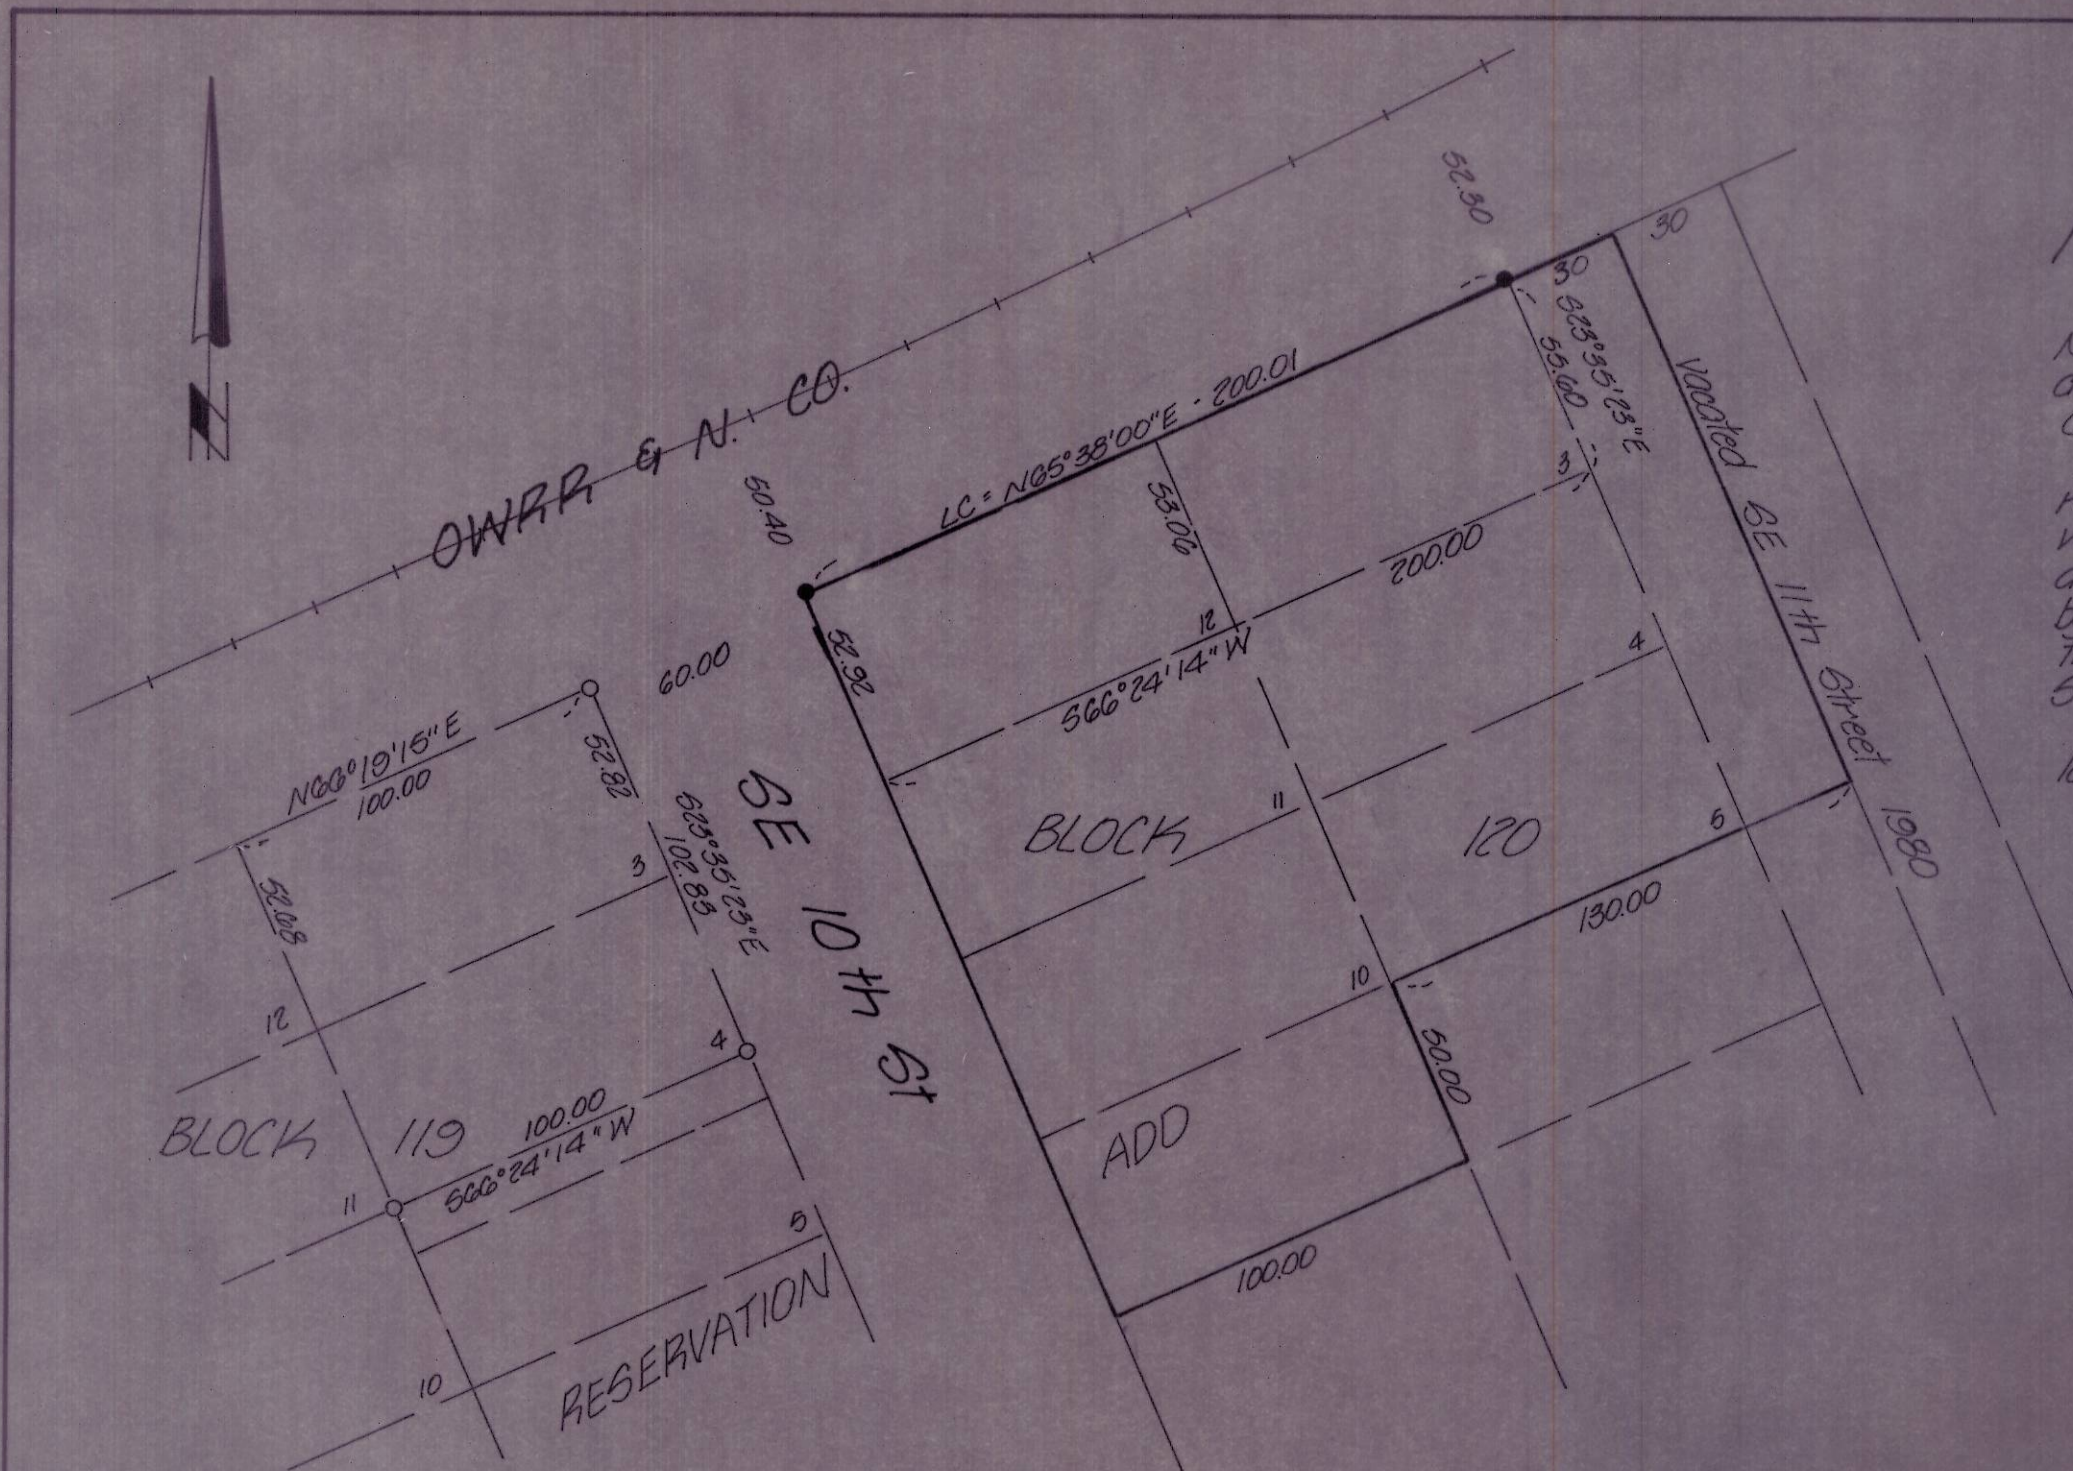 N
OWRR & N. CO.
52.30
30
30
S23°35'23"E
55.60
LC = N65°38'00"E - 200.01
50.40
53.06
3
200.00
vacated SE 11th Street 1980
52.92
12
S66°24'14"W
4
60.00
N66°19'15"E
100.00
52.82
52.68
3
S23°35'23"E
102.83
SE 10th St
BLOCK 120
11
5
130.00
12
10
50.00
4
ADD
BLOCK 119
100.00
S66°24'14"W
11
5
100.00
10
RESERVATION